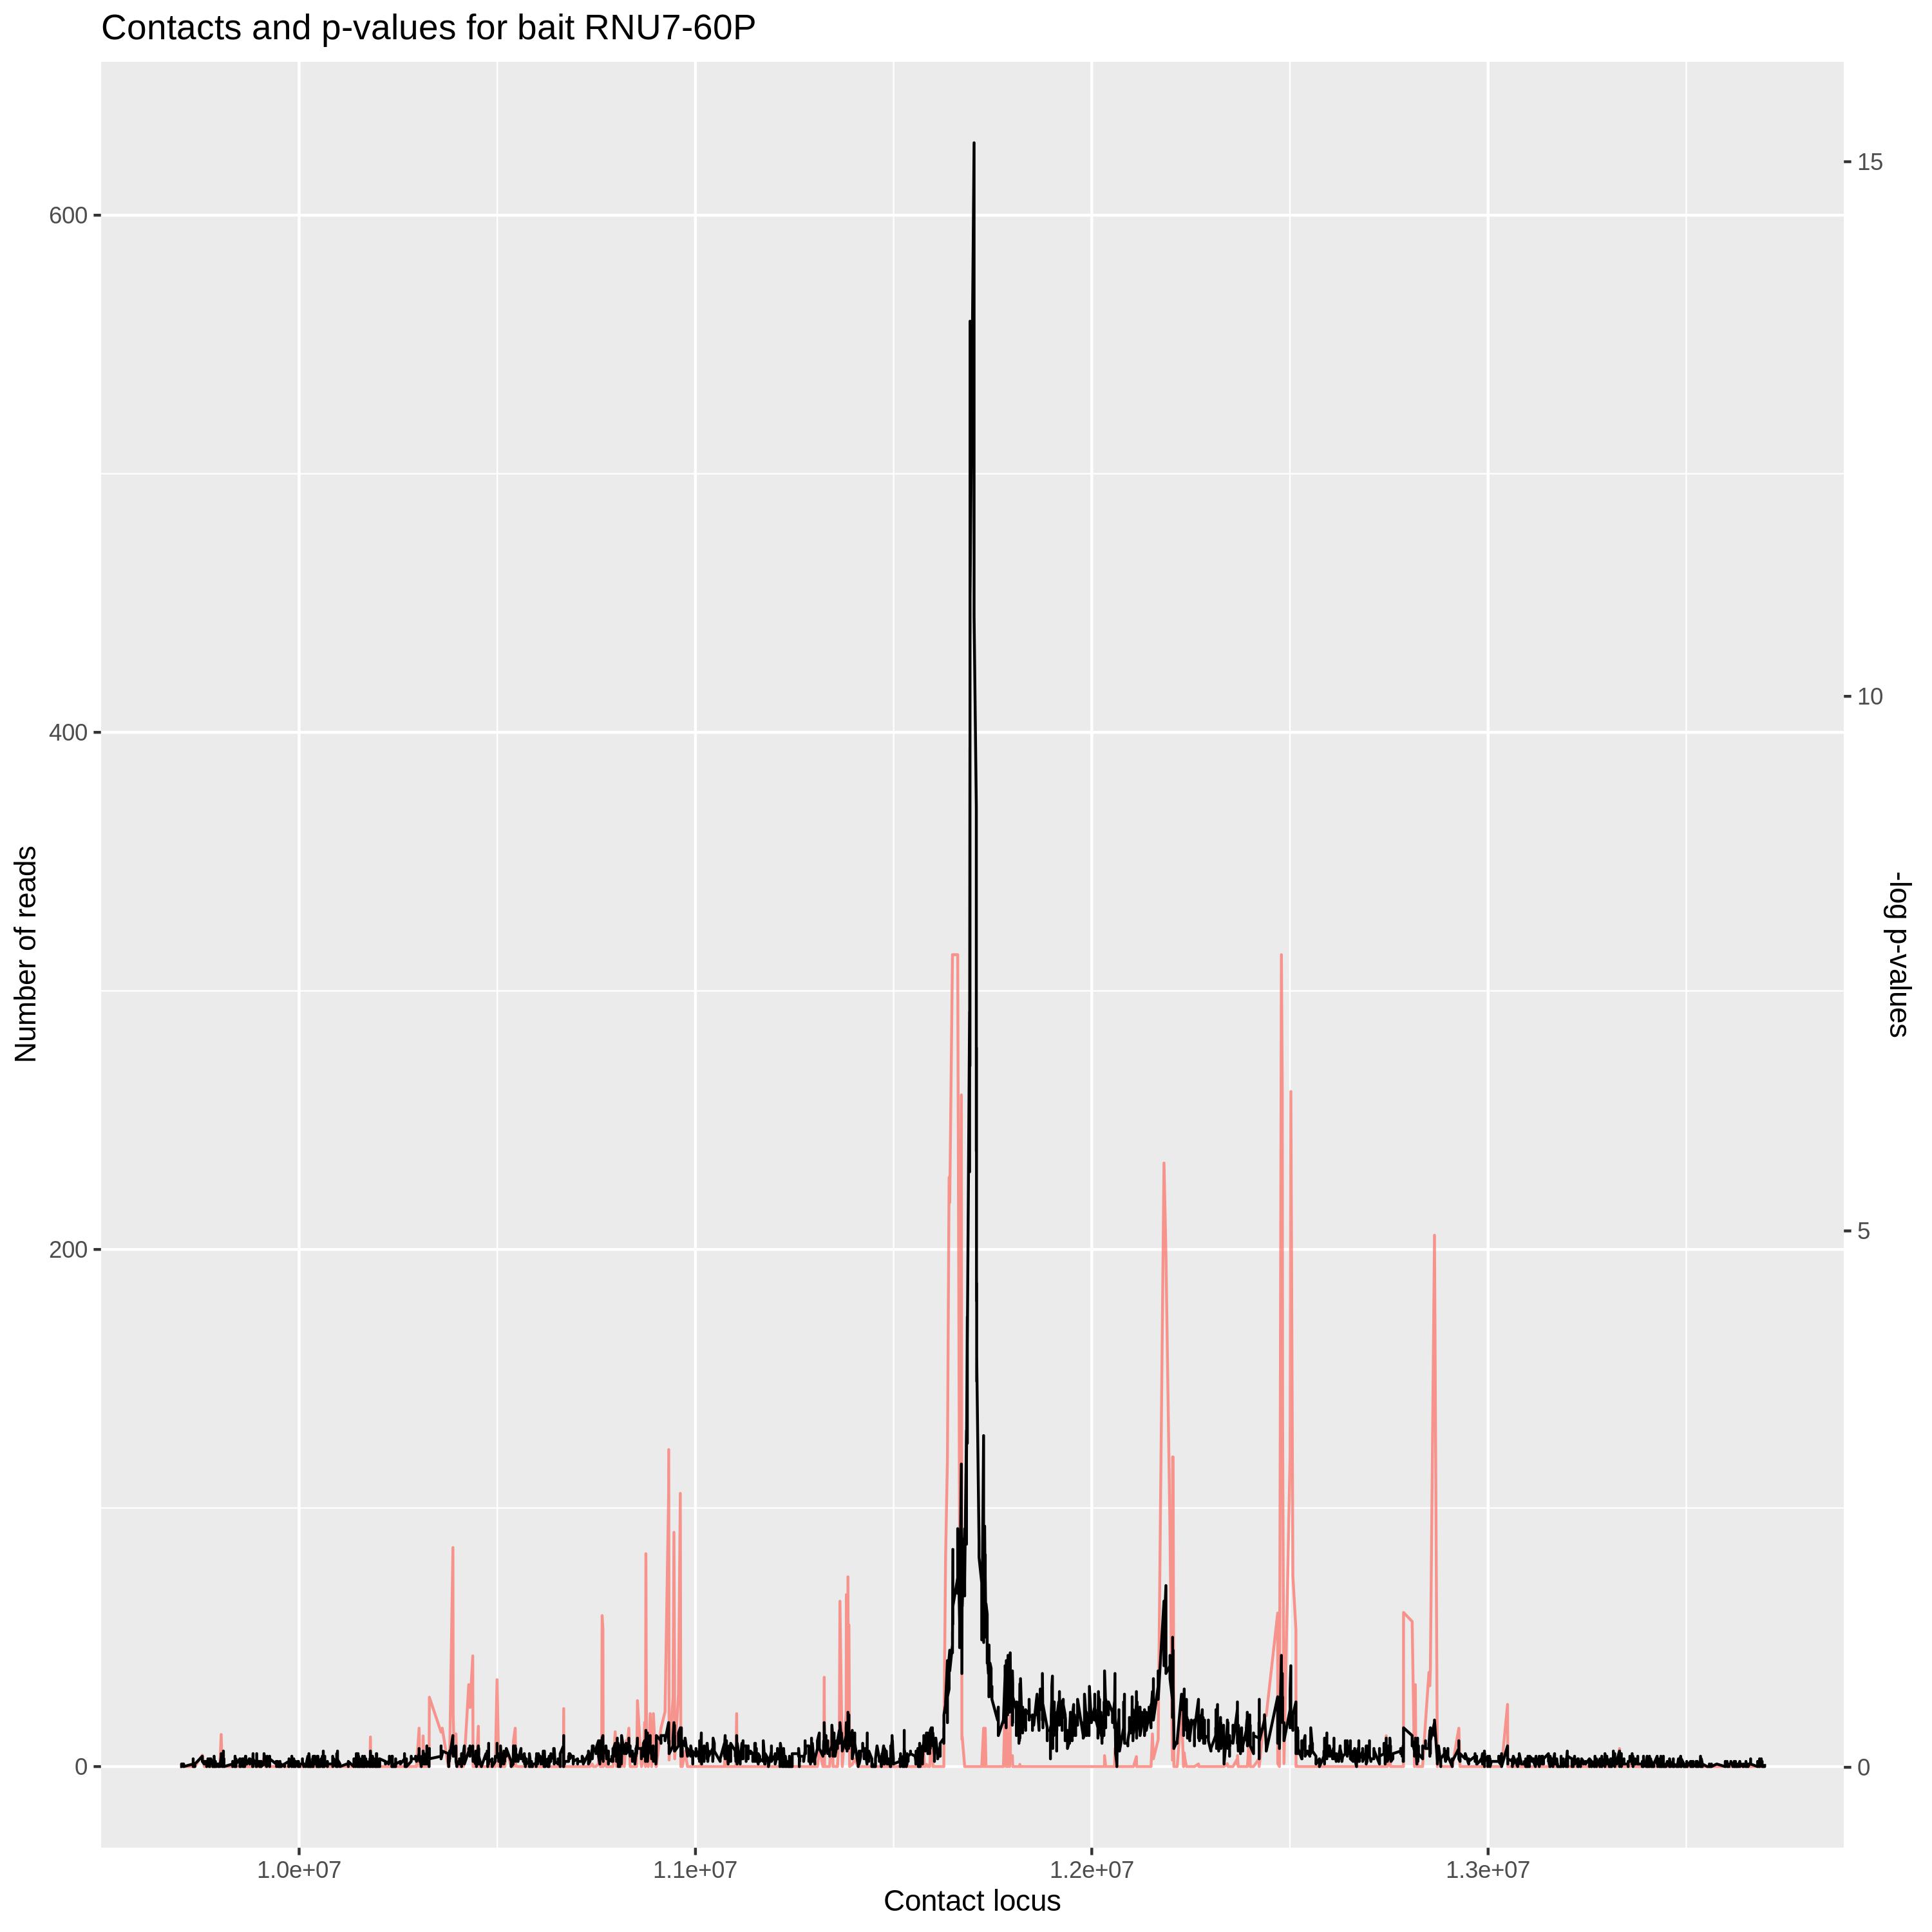 Contacts and p-values for bait RNU7-60P
600
400
200
0
15
10
5
0
Number of reads
-log p-values
1.0e+07
1.1e+07
1.2e+07
1.3e+07
Contact locus